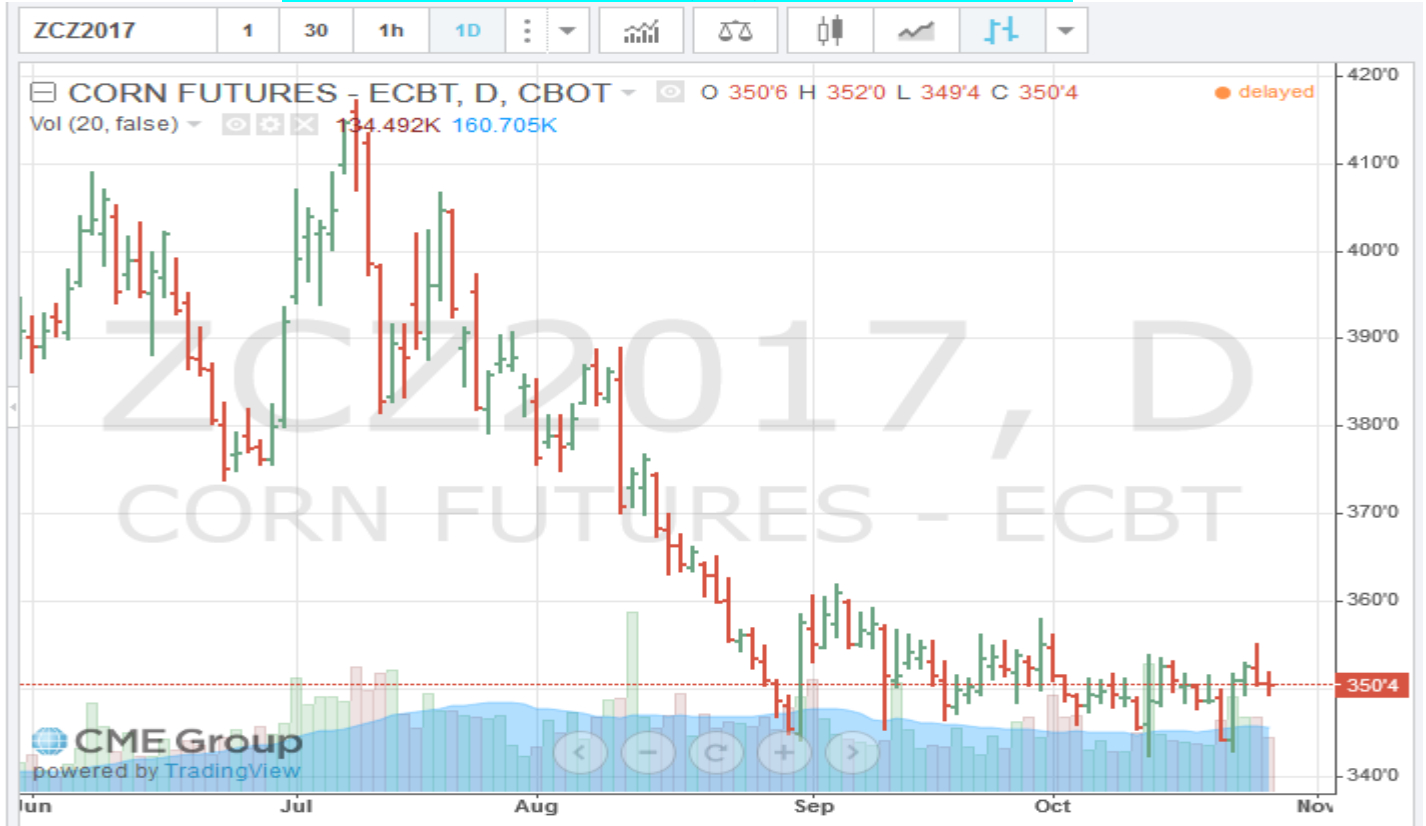 ZCZ2017 1 30 1h 1D
CORN FUTURES - ECBT, D, CBOT O 350'6 H 352'0 L 349'4 C 350'4 delayed
Vol (20, false) 134.492K 160.705K
420'0
410'0
400'0
390'0
380'0
370'0
360'0
350'4
340'0
ZCZ2017, D
CORN FUTURES - ECBT
CME Group
powered by TradingView
Jun Jul Aug Sep Oct Nov